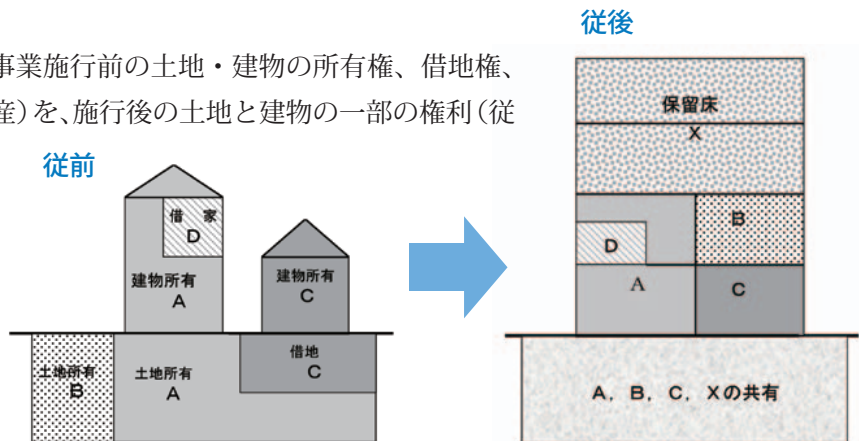 従後
事業施行前の土地・建物の所有権、借地権、
産）を、施行後の土地と建物の一部の権利（従
従前
保留床
X
借 家
D
建物所有
A
建物所有
C
B
D
A
C
土地所有
B
土地所有
A
借地
C
A，B，C，Xの共有